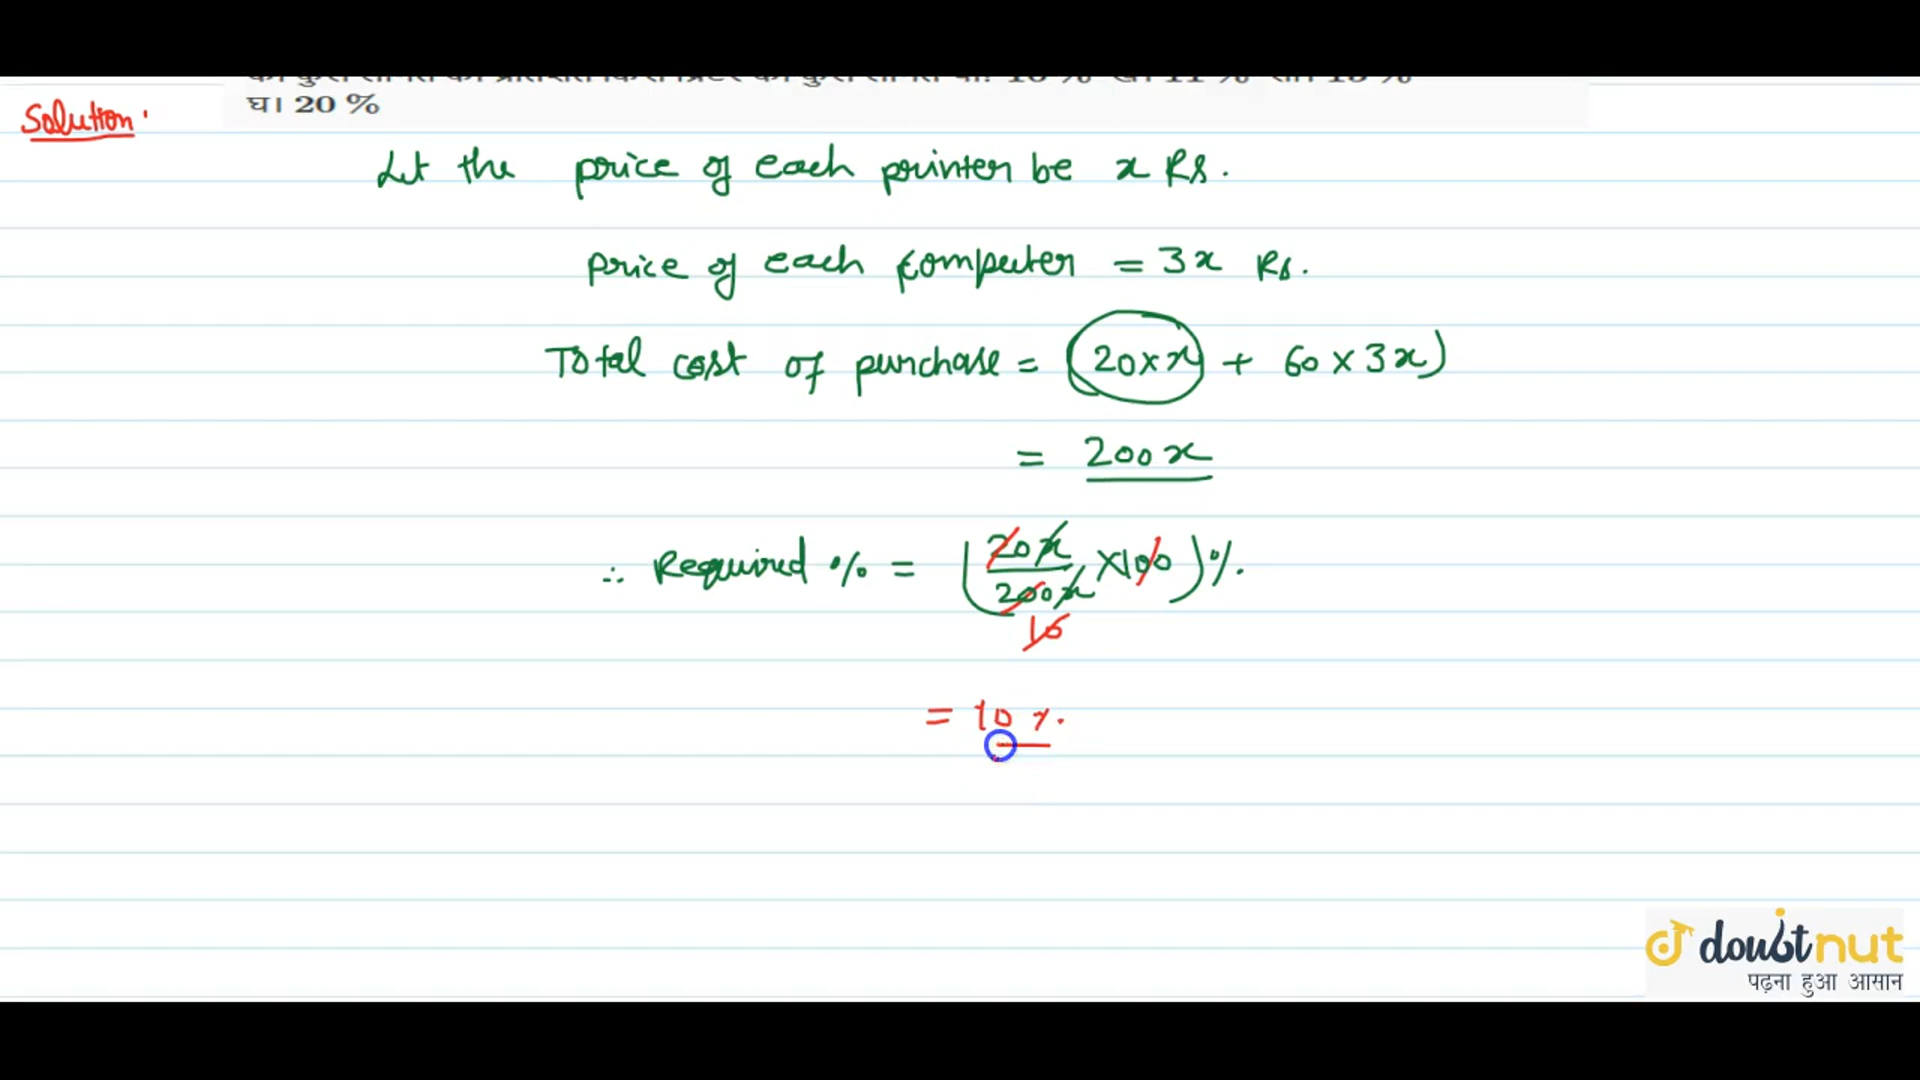 घ। 20 %
Solution.
Let the price of each printer be x Rs.
price of each computer = 3x Rs.
Total cost of purchase = (20 x x + 60 x 3x)
= 200x
∴ Required % = (20x/200x x 100) %.
10
= 10 %.
doubtnut
पढ़ना हुआ आसान